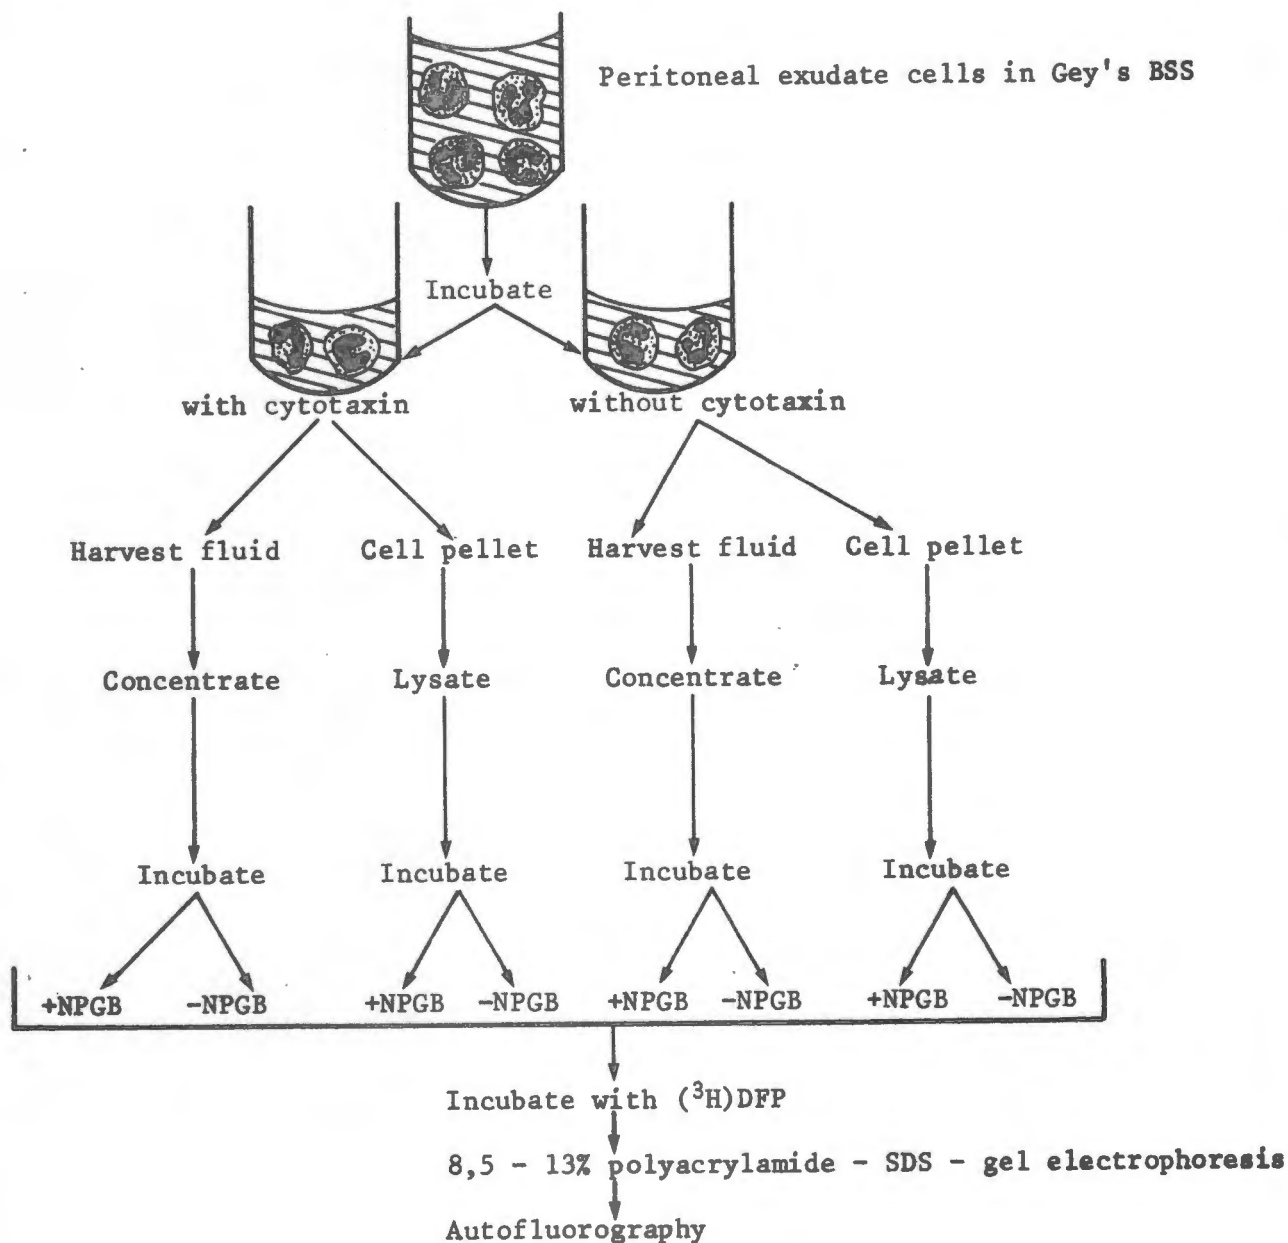 Peritoneal exudate cells in Gey's BSS
Incubate
with cytotaxin without cytotaxin
Harvest fluid Cell pellet Harvest fluid Cell pellet
Concentrate Lysate Concentrate Lysate
Incubate Incubate Incubate Incubate
+NPGB -NPGB +NPGB -NPGB +NPGB -NPGB +NPGB -NPGB
Incubate with (³H)DFP
8,5 - 13% polyacrylamide - SDS - gel electrophoresis
Autofluorography